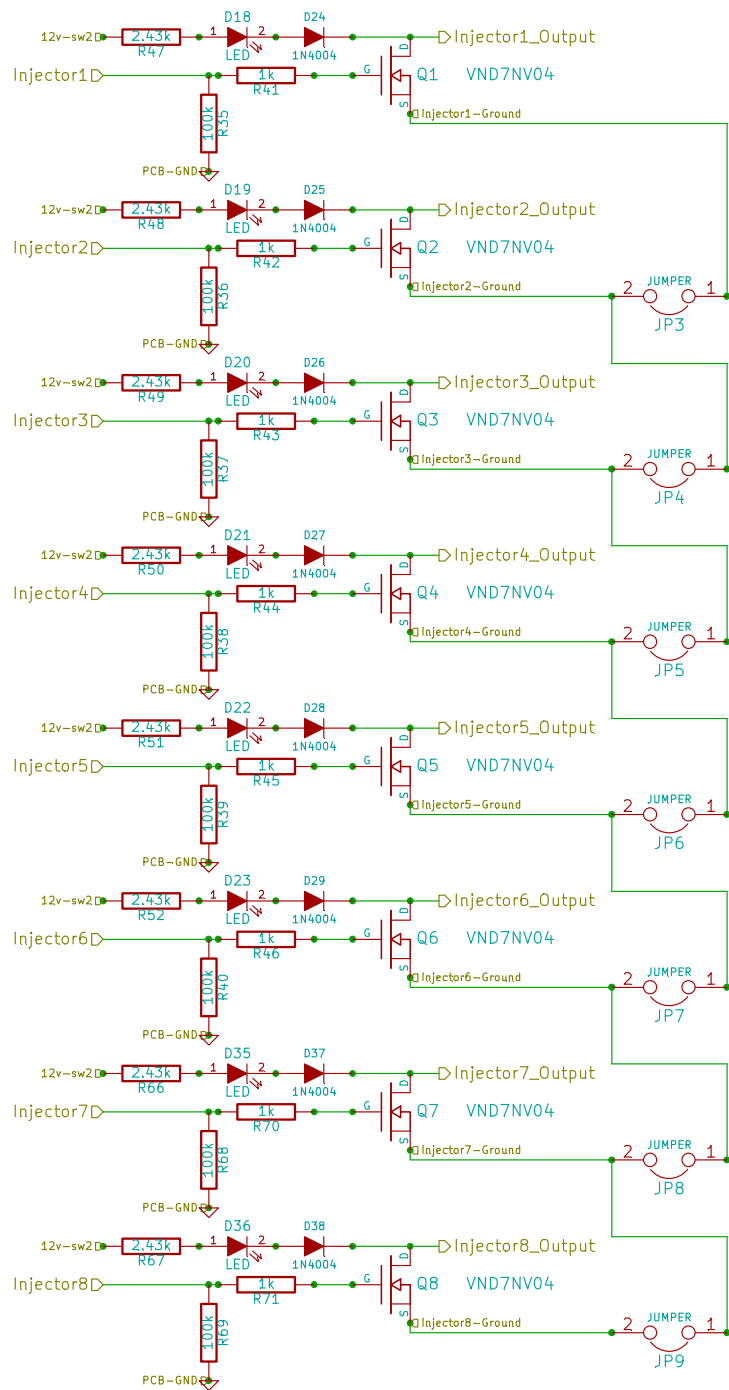 D18 D24
12v-sw2 2.43k 1 2 Injector1_Output
R47 LED 1N4004 D
Injector1 1k G Q1 VND7NV04
R41
100k R35 S Injector1-Ground
PCB-GND
D19 D25
12v-sw2 2.43k 1 2 Injector2_Output
R48 LED 1N4004 D
Injector2 1k G Q2 VND7NV04
R42
100k R36 S Injector2-Ground JUMPER
2 1
JP3
PCB-GND
D20 D26
12v-sw2 2.43k 1 2 Injector3_Output
R49 LED 1N4004 D
Injector3 1k G Q3 VND7NV04
R43
100k R37 S Injector3-Ground JUMPER
2 1
JP4
PCB-GND
D21 D27
12v-sw2 2.43k 1 2 Injector4_Output
R50 LED 1N4004 D
Injector4 1k G Q4 VND7NV04
R44
100k R38 S Injector4-Ground JUMPER
2 1
JP5
PCB-GND
D22 D28
12v-sw2 2.43k 1 2 Injector5_Output
R51 LED 1N4004 D
Injector5 1k G Q5 VND7NV04
R45
100k R39 S Injector5-Ground JUMPER
2 1
JP6
PCB-GND
D23 D29
12v-sw2 2.43k 1 2 Injector6_Output
R52 LED 1N4004 D
Injector6 1k G Q6 VND7NV04
R46
100k R40 S Injector6-Ground JUMPER
2 1
JP7
PCB-GND
D35 D37
12v-sw2 2.43k 1 2 Injector7_Output
R66 LED 1N4004 D
Injector7 1k G Q7 VND7NV04
R70
100k R68 S Injector7-Ground JUMPER
2 1
JP8
PCB-GND
D36 D38
12v-sw2 2.43k 1 2 Injector8_Output
R67 LED 1N4004 D
Injector8 1k G Q8 VND7NV04
R71
100k R69 S Injector8-Ground JUMPER
2 1
JP9
PCB-GND